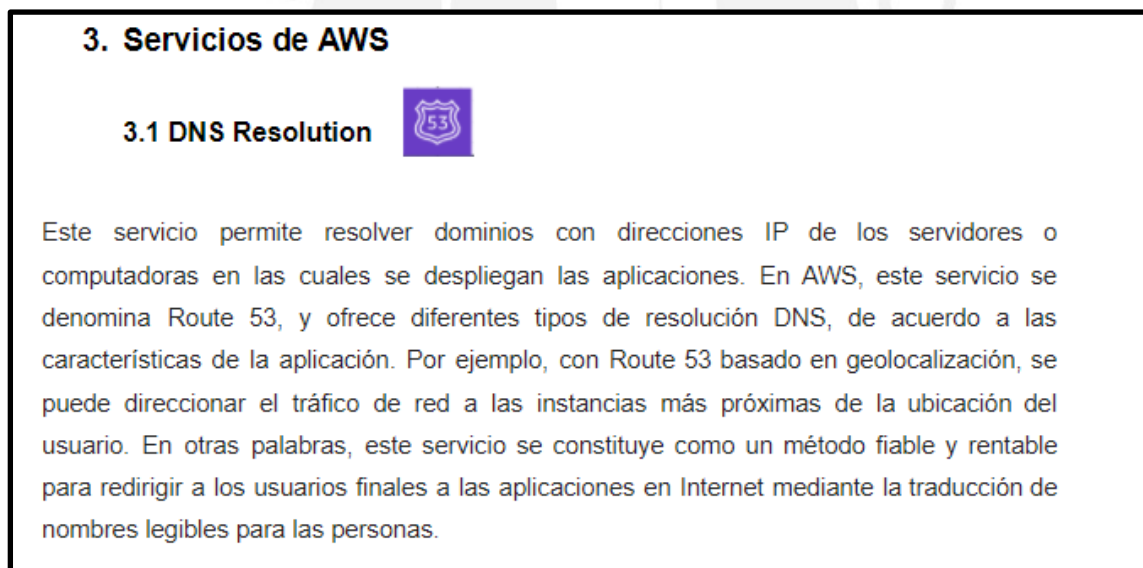 3. Servicios de AWS
3.1 DNS Resolution
53
Este servicio permite resolver dominios con direcciones IP de los servidores o
computadoras en las cuales se despliegan las aplicaciones. En AWS, este servicio se
denomina Route 53, y ofrece diferentes tipos de resolución DNS, de acuerdo a las
características de la aplicación. Por ejemplo, con Route 53 basado en geolocalización, se
puede direccionar el tráfico de red a las instancias más próximas de la ubicación del
usuario. En otras palabras, este servicio se constituye como un método fiable y rentable
para redirigir a los usuarios finales a las aplicaciones en Internet mediante la traducción de
nombres legibles para las personas.